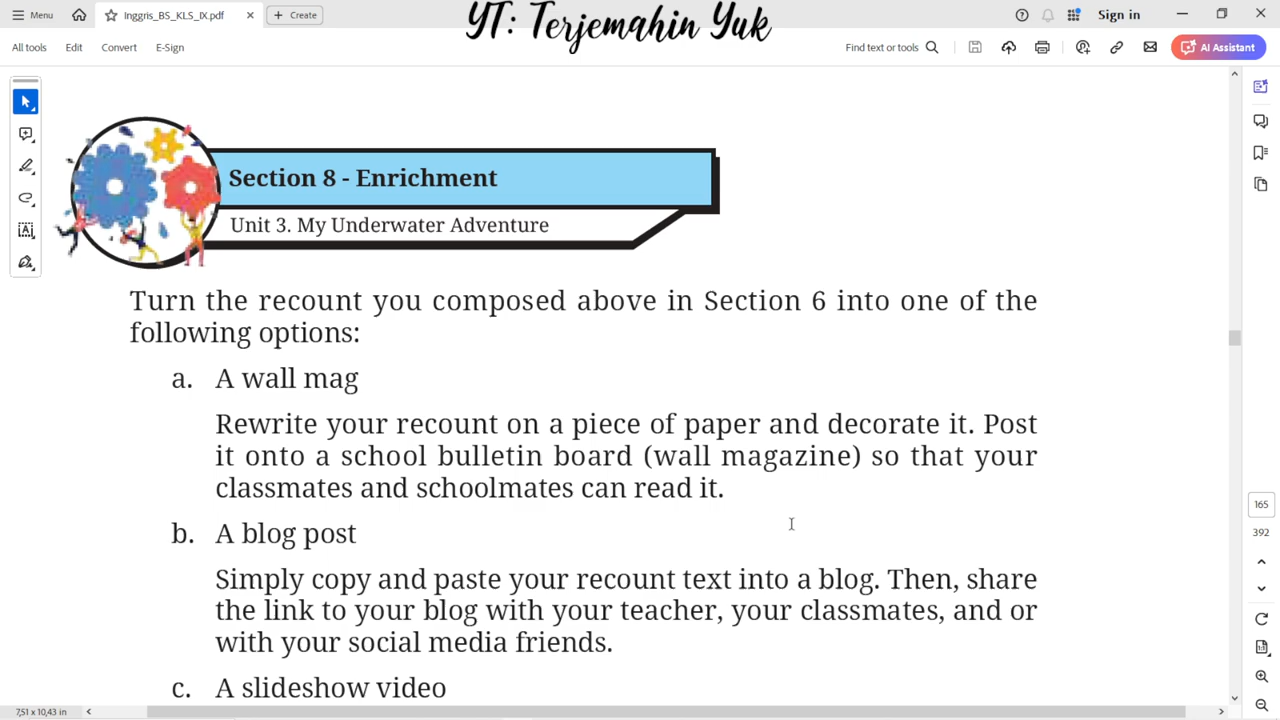 Menu
Inggris_BS_KLS_IX.pdf
Create
YT: Terjemahin Yuk
Sign in
All tools
Edit
Convert
E-Sign
Find text or tools
AI Assistant
Section 8 - Enrichment
Unit 3. My Underwater Adventure
Turn the recount you composed above in Section 6 into one of the
following options:
a. A wall mag
Rewrite your recount on a piece of paper and decorate it. Post
it onto a school bulletin board (wall magazine) so that your
classmates and schoolmates can read it.
b. A blog post
Simply copy and paste your recount text into a blog. Then, share
the link to your blog with your teacher, your classmates, and or
with your social media friends.
c. A slideshow video
165
392
7,51 x 10,43 in